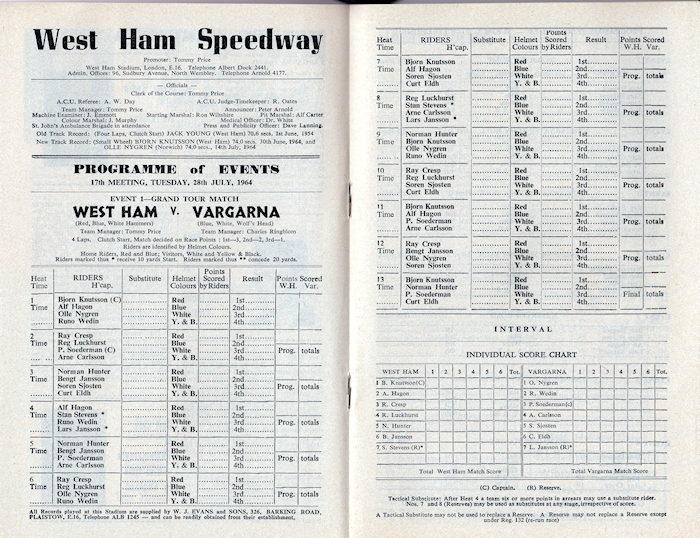 West Ham Speedway
Promoter: Tommy Price
West Ham Stadium, London, E.16. Telephone Albert Dock 2441.
Admin. Offices: 96, Sudbury Avenue, North Wembley. Telephone Arnold 4177.
— Officials —
Clerk of the Course: Tommy Price
A.C.U. Referee: A. W. Day A.C.U. Judge-Timekeeper: R. Oates
Team Manager: Tommy Price Announcer: Peter Arnold
Machine Examiner: J. Emmott Starting Marshal: Ron Wiltshire Pit Marshal: Alf Carter
Colour Marshal: J. Murphy Medical Officer: Dr. White
St. John's Ambulance Brigade in attendance Press and Publicity Officer: Dave Lanning
Old Track Record: (Four Laps, Clutch Start) JACK YOUNG (West Ham) 70.6 secs. 1st June, 1954
New Track Record: (Small Wheel) BJORN KNUTSSON (West Ham) 74.0 secs. 30th June, 1964, and
OLLE NYGREN (Norwich) 74.0 secs., 14th July, 1964
PROGRAMME of EVENTS
17th MEETING, TUESDAY, 28th JULY, 1964
EVENT 1—GRAND TOUR MATCH
WEST HAM V. VARGARNA
(Red, Blue, White Hammers) (Blue, White, Wolf's Head)
Team Manager: Tommy Price Team Manager: Charles Ringblom
4 Laps. Clutch Start, Match decided on Race Points : 1st—3, 2nd—2, 3rd—1.
Riders are identified by Helmet Colours.
Home Riders, Red and Blue; Visitors, White and Yellow & Black.
Riders marked thus * receive 10 yards Start. Riders marked thus ** concede 20 yards.
Heat Time RIDERS H'cap. Substitute Helmet Colours Points Scored by Riders Result Points Scored W.H. Var.
1 Bjorn Knutsson (C) Red 1st
Time Alf Hagon Blue 2nd
Olle Nygren White 3rd
Runo Wedin Y. & B. 4th
2 Ray Cresp Red 1st
Time Reg Luckhurst Blue 2nd
P. Soederman (C) White 3rd Prog. totals
Arne Carlsson Y. & B. 4th
3 Norman Hunter Red 1st
Time Bengt Jansson Blue 2nd
Soren Sjosten White 3rd Prog. totals
Curt Eldh Y. & B. 4th
4 Alf Hagon Red 1st
Time Stan Stevens * Blue 2nd
Runo Wedin White 3rd Prog. totals
Lars Jansson * Y. & B. 4th
5 Norman Hunter Red 1st
Time Bengt Jansson Blue 2nd
P. Soederman White 3rd Prog. totals
Arne Carlsson Y. & B. 4th
6 Ray Cresp Red 1st
Time Reg Luckhurst Blue 2nd
Olle Nygren White 3rd Prog. totals
Runo Wedin Y. & B. 4th
All Records played at this Stadium are supplied by W. J. EVANS and SONS, 326, BARKING ROAD,
PLAISTOW, E.16, Telephone ALB 1245 — and can be readily obtained from their establishment.
Heat Time RIDERS H'cap. Substitute Helmet Colours Points Scored by Riders Result Points Scored W.H. Var.
7 Bjorn Knutsson Red 1st
Time Alf Hagon Blue 2nd
Soren Sjosten White 3rd Prog. totals
Curt Eldh Y. & B. 4th
8 Reg Luckhurst Red 1st
Time Stan Stevens * Blue 2nd
Arne Carlsson White 3rd Prog. totals
Lars Jansson * Y. & B. 4th
9 Norman Hunter Red 1st
Time Bjorn Knutsson Blue 2nd
Olle Nygren White 3rd Prog. totals
Runo Wedin Y. & B. 4th
10 Ray Cresp Red 1st
Time Reg Luckhurst Blue 2nd
Soren Sjosten White 3rd Prog. totals
Curt Eldh Y. & B. 4th
11 Bjorn Knutsson Red 1st
Time Alf Hagon Blue 2nd
P. Soederman White 3rd Prog. totals
Arne Carlsson Y. & B. 4th
12 Ray Cresp Red 1st
Time Bengt Jansson Blue 2nd
Olle Nygren White 3rd Prog. totals
Soren Sjosten Y. & B. 4th
13 Bjorn Knutsson Red 1st
Time Norman Hunter Blue 2nd
P. Soederman White 3rd Final totals
Curt Eldh Y. & B. 4th
INTERVAL
INDIVIDUAL SCORE CHART
WEST HAM 1 2 3 4 5 6 Tot. VARGARNA 1 2 3 4 5 6 Tot.
1 B. Knutson(C) 1 O. Nygren
2 A. Hagon 2 R. Wedin
3 R. Cresp 3 P. Soederman(c)
4 R. Luckhurst 4 A. Carlsson
5 N. Hunter 5 S. Sjosten
6 B. Jansson 6 C. Eldh
7 S. Stevens (R)* 7 L. Jansson (R)*
Total West Ham Match Score Total Vargarna Match Score
(C) Captain. (R) Reserve.
Tactical Substitute: After Heat 4 a team six or more points in arrears may use a substitute rider.
Nos. 7 and 8 (Reserves) may be used as substitutes at any stage, irrespective of score.
A Tactical Substitute may not be used to replace a Reserve. A Reserve may not replace a Reserve except
under Reg. 132 (re-run race)